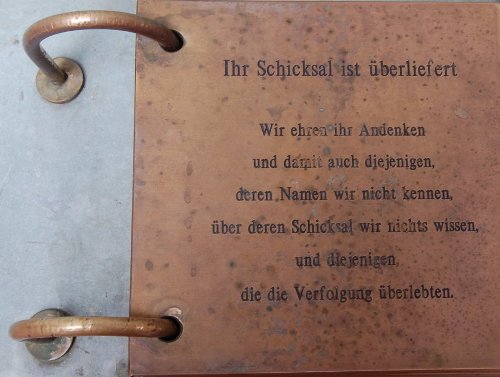 Ihr Schicksal ist überliefert
Wir ehren ihr Andenken
und damit auch diejenigen,
deren Namen wir nicht kennen,
über deren Schicksal wir nichts wissen,
und diejenigen,
die die Verfolgung überlebten.